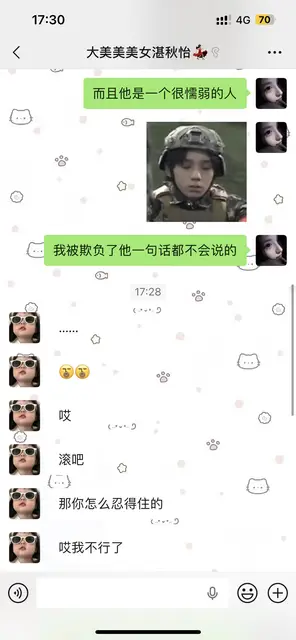 17:30
4G 70
大美美美女湛秋怡💃🏻👂🏻
而且他是一个很懦弱的人
我被欺负了他一句话都不会说的
17:28
......
哎
滚吧
那你怎么忍得住的
哎我不行了